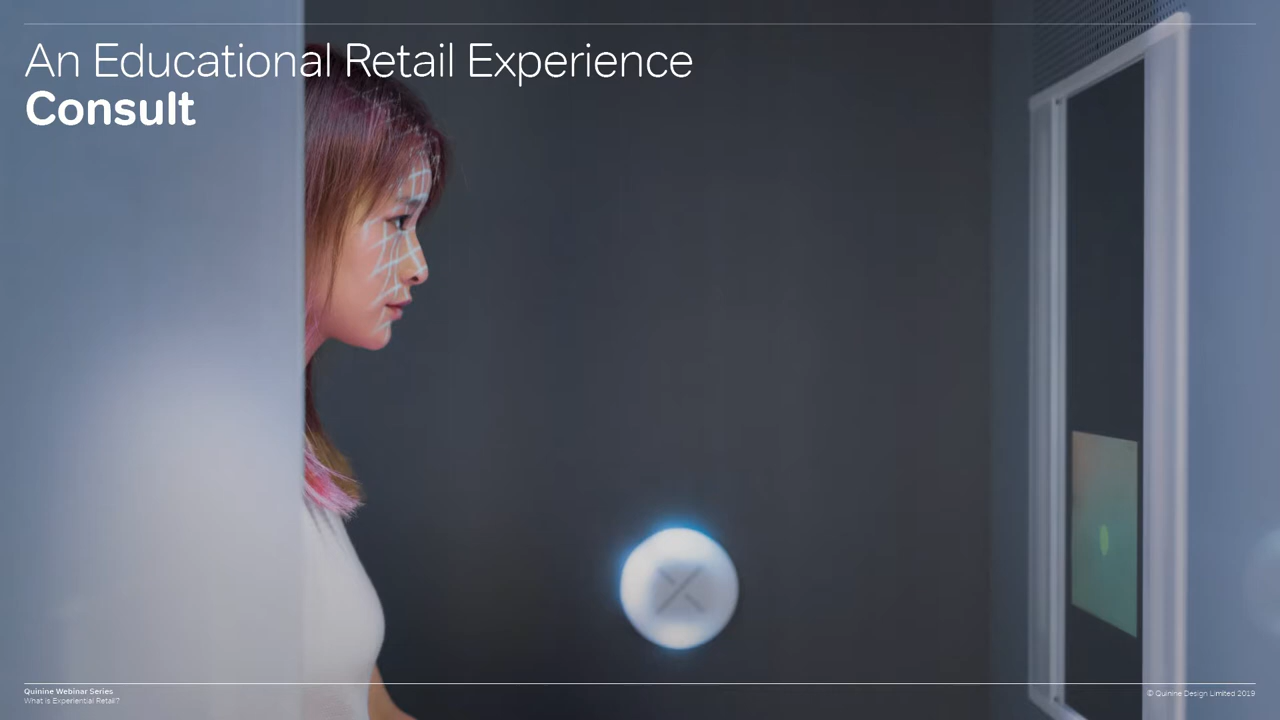 An Educational Retail Experience
Consult
Quinine Webinar Series
What is Experiential Retail?
© Quinine Design Limited 2019